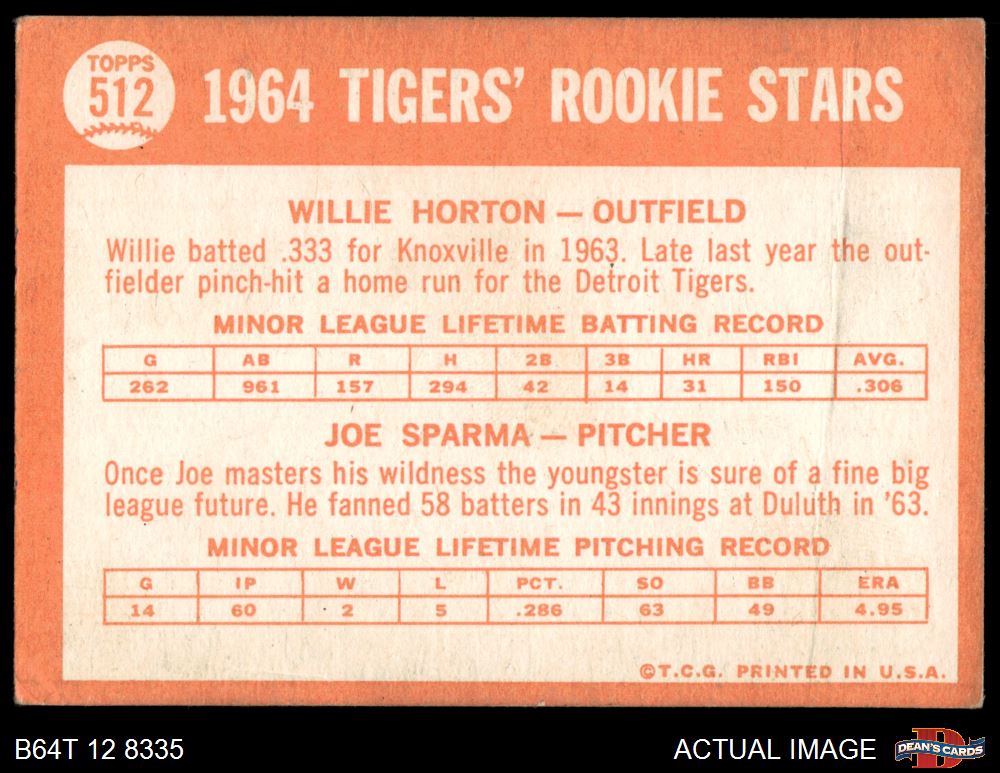 TOPPS
512
1964 TIGERS' ROOKIE STARS
WILLIE HORTON — OUTFIELD
Willie batted .333 for Knoxville in 1963. Late last year the out-
fielder pinch-hit a home run for the Detroit Tigers.
MINOR LEAGUE LIFETIME BATTING RECORD
G AB R H 2B 3B HR RBI AVG.
262 961 157 294 42 14 31 150 .306
JOE SPARMA — PITCHER
Once Joe masters his wildness the youngster is sure of a fine big
league future. He fanned 58 batters in 43 innings at Duluth in '63.
MINOR LEAGUE LIFETIME PITCHING RECORD
G IP W L PCT. SO BB ERA
14 60 2 5 .286 63 49 4.95
©T.C.G. PRINTED IN U.S.A.
B64T 12 8335
ACTUAL IMAGE
D
DEAN'S CARDS